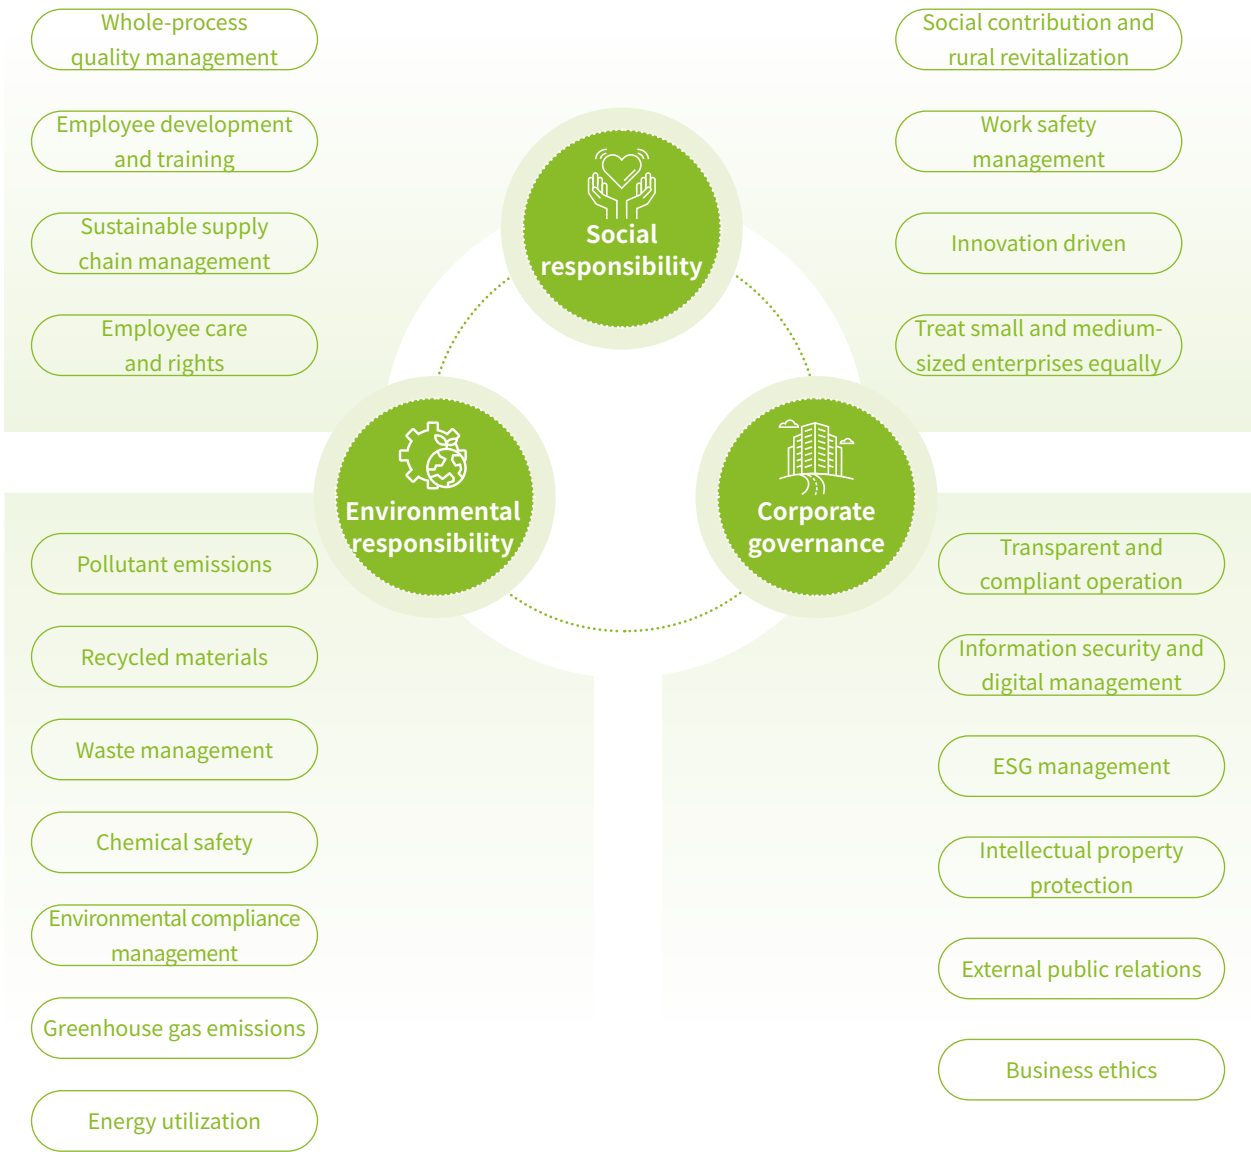 Whole-process
quality management
Employee development
and training
Sustainable supply
chain management
Employee care
and rights
Social contribution and
rural revitalization
Work safety
management
Innovation driven
Treat small and medium-
sized enterprises equally
Social
responsibility
Environmental
responsibility
Corporate
governance
Pollutant emissions
Recycled materials
Waste management
Chemical safety
Environmental compliance
management
Greenhouse gas emissions
Energy utilization
Transparent and
compliant operation
Information security and
digital management
ESG management
Intellectual property
protection
External public relations
Business ethics